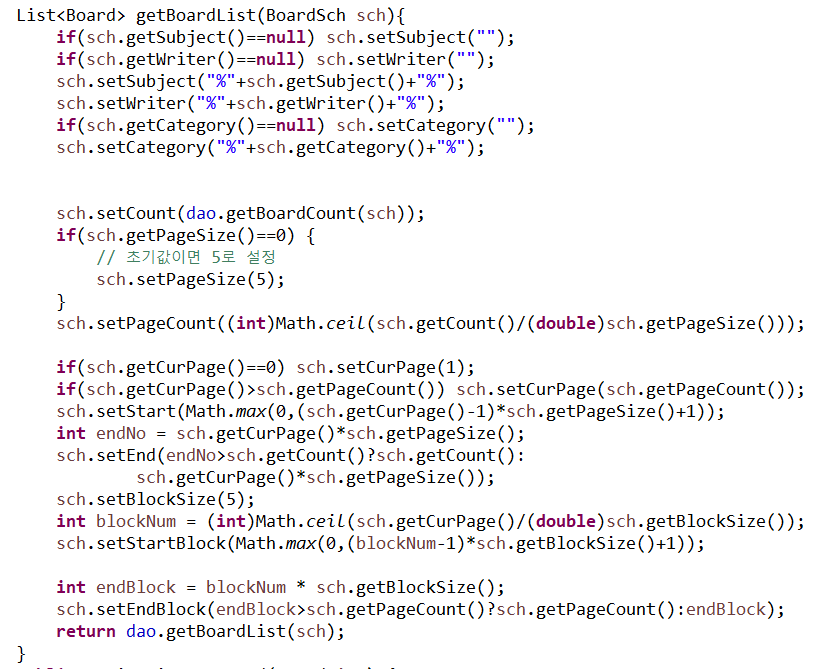 List<Board> getBoardList(BoardSch sch){
if(sch.getSubject()==null) sch.setSubject("");
if(sch.getWriter()==null) sch.setWriter("");
sch.setSubject("%"+sch.getSubject()+"%");
sch.setWriter("%"+sch.getWriter()+"%");
if(sch.getCategory()==null) sch.setCategory("");
sch.setCategory("%"+sch.getCategory()+"%");
sch.setCount(dao.getBoardCount(sch));
if(sch.getPageSize()==0) {
// 초기값이면 5로 설정
sch.setPageSize(5);
}
sch.setPageCount((int)Math.ceil(sch.getCount()/(double)sch.getPageSize()));
if(sch.getCurPage()==0) sch.setCurPage(1);
if(sch.getCurPage()>sch.getPageCount()) sch.setCurPage(sch.getPageCount());
sch.setStart(Math.max(0,(sch.getCurPage()-1)*sch.getPageSize()+1));
int endNo = sch.getCurPage()*sch.getPageSize();
sch.setEnd(endNo>sch.getCount()?sch.getCount():
sch.getCurPage()*sch.getPageSize());
sch.setBlockSize(5);
int blockNum = (int)Math.ceil(sch.getCurPage()/(double)sch.getBlockSize());
sch.setStartBlock(Math.max(0,(blockNum-1)*sch.getBlockSize()+1));
int endBlock = blockNum * sch.getBlockSize();
sch.setEndBlock(endBlock>sch.getPageCount()?sch.getPageCount():endBlock);
return dao.getBoardList(sch);
}